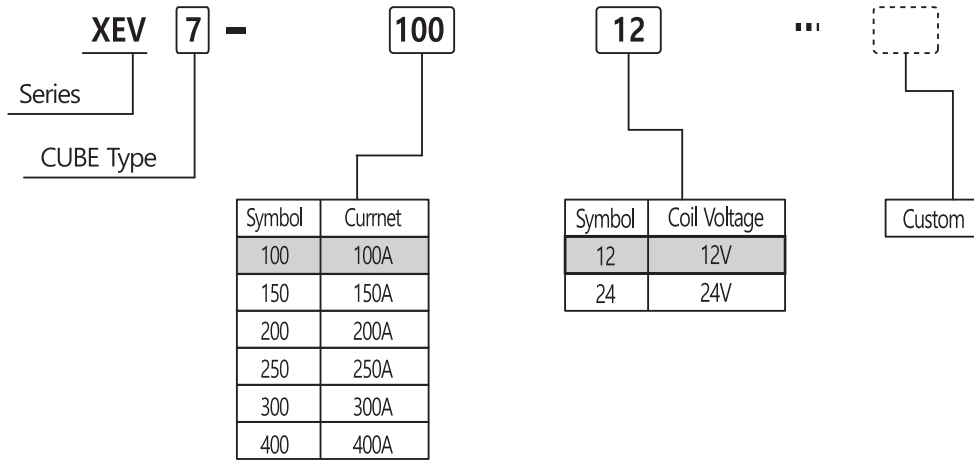 XEV 7 - 100 12 ...
Series
CUBE Type
Symbol Currnet
100 100A
150 150A
200 200A
250 250A
300 300A
400 400A
Symbol Coil Voltage
12 12V
24 24V
Custom